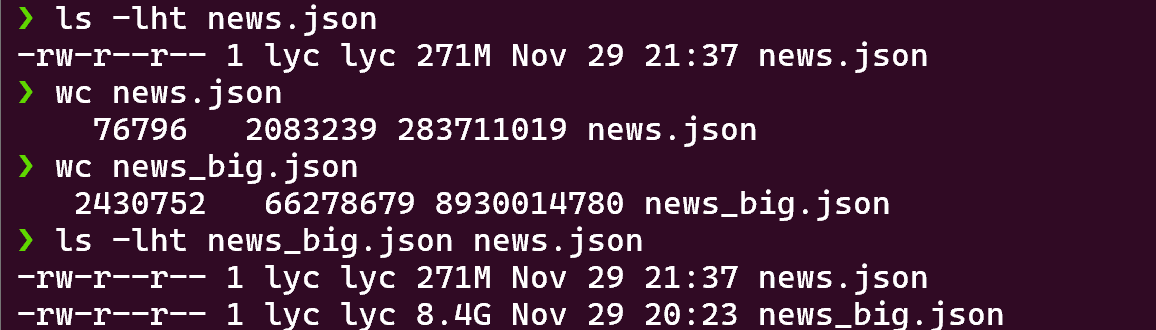 ❯ ls -lht news.json
-rw-r--r-- 1 lyc lyc 271M Nov 29 21:37 news.json
❯ wc news.json
    76796   2083239 283711019 news.json
❯ wc news_big.json
   2430752   66278679 8930014780 news_big.json
❯ ls -lht news_big.json news.json
-rw-r--r-- 1 lyc lyc 271M Nov 29 21:37 news.json
-rw-r--r-- 1 lyc lyc 8.4G Nov 29 20:23 news_big.json